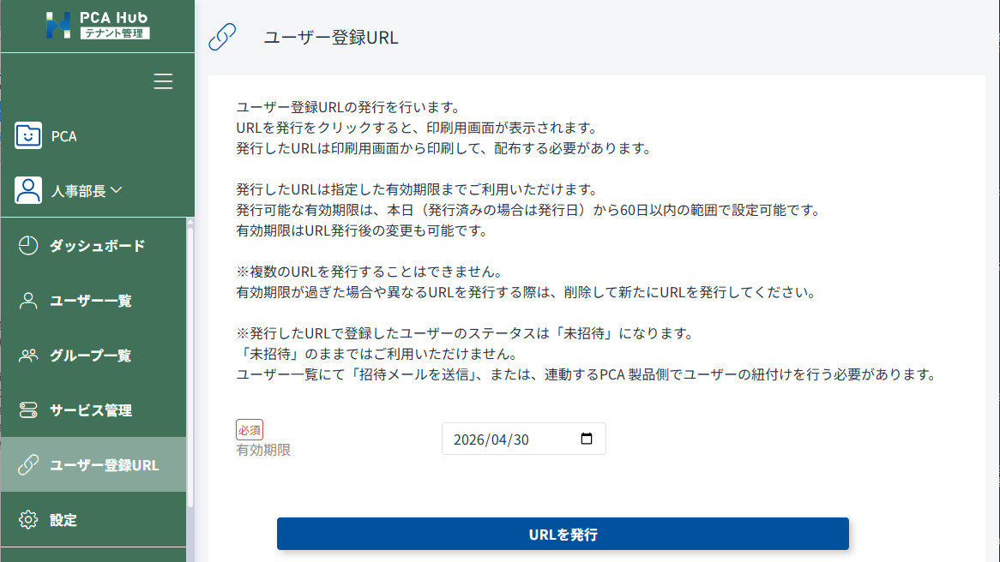 PCA Hub
テナント管理
PCA
人事部長
ダッシュボード
ユーザー一覧
グループ一覧
サービス管理
ユーザー登録URL
設定
ユーザー登録URL
ユーザー登録URLの発行を行います。
URLを発行をクリックすると、印刷用画面が表示されます。
発行したURLは印刷用画面から印刷して、配布する必要があります。
発行したURLは指定した有効期限までご利用いただけます。
発行可能な有効期限は、本日（発行済みの場合は発行日）から60日以内の範囲で設定可能です。
有効期限はURL発行後の変更も可能です。
※複数のURLを発行することはできません。
有効期限が過ぎた場合や異なるURLを発行する際は、削除して新たにURLを発行してください。
※発行したURLで登録したユーザーのステータスは「未招待」になります。
「未招待」のままではご利用いただけません。
ユーザー一覧にて「招待メールを送信」、または、連動するPCA 製品側でユーザーの紐付けを行う必要があります。
必須
有効期限
2026/04/30
URLを発行